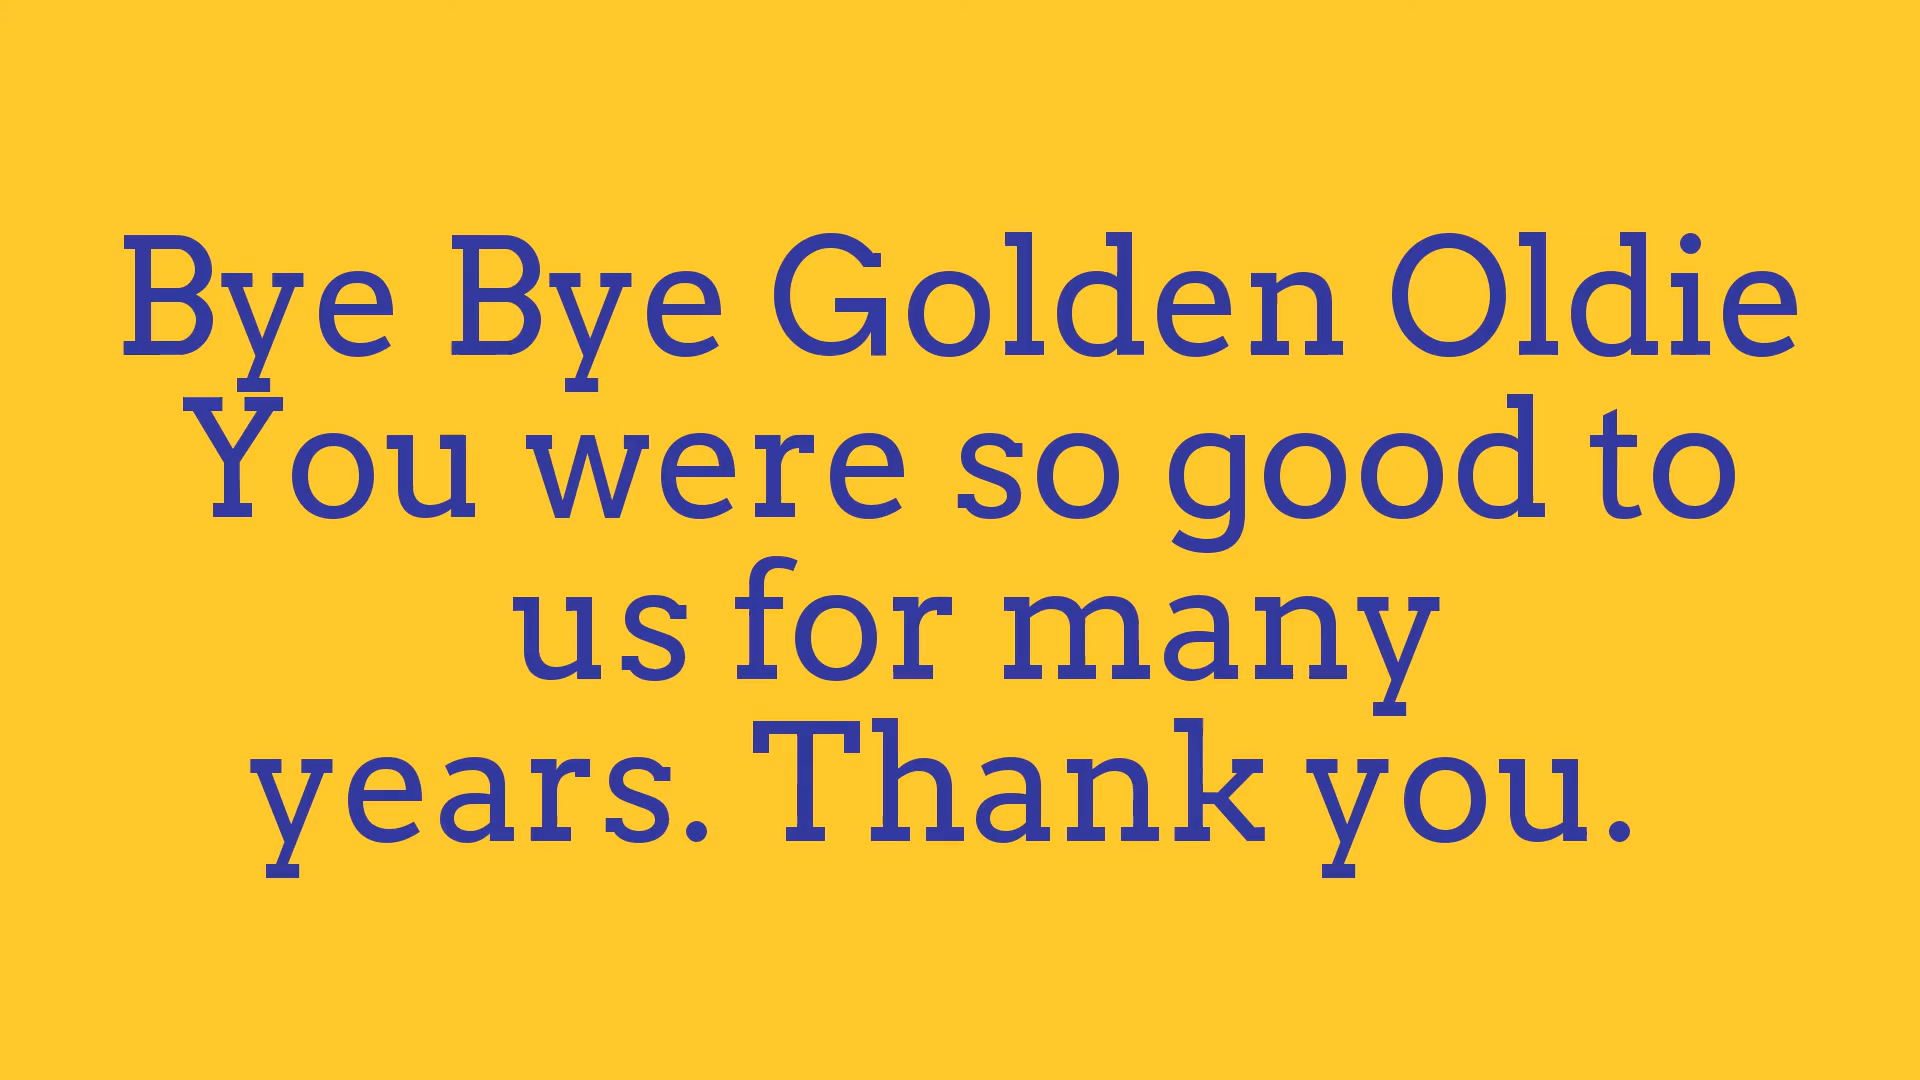 Bye Bye Golden Oldie
You were so good to
us for many
years. Thank you.